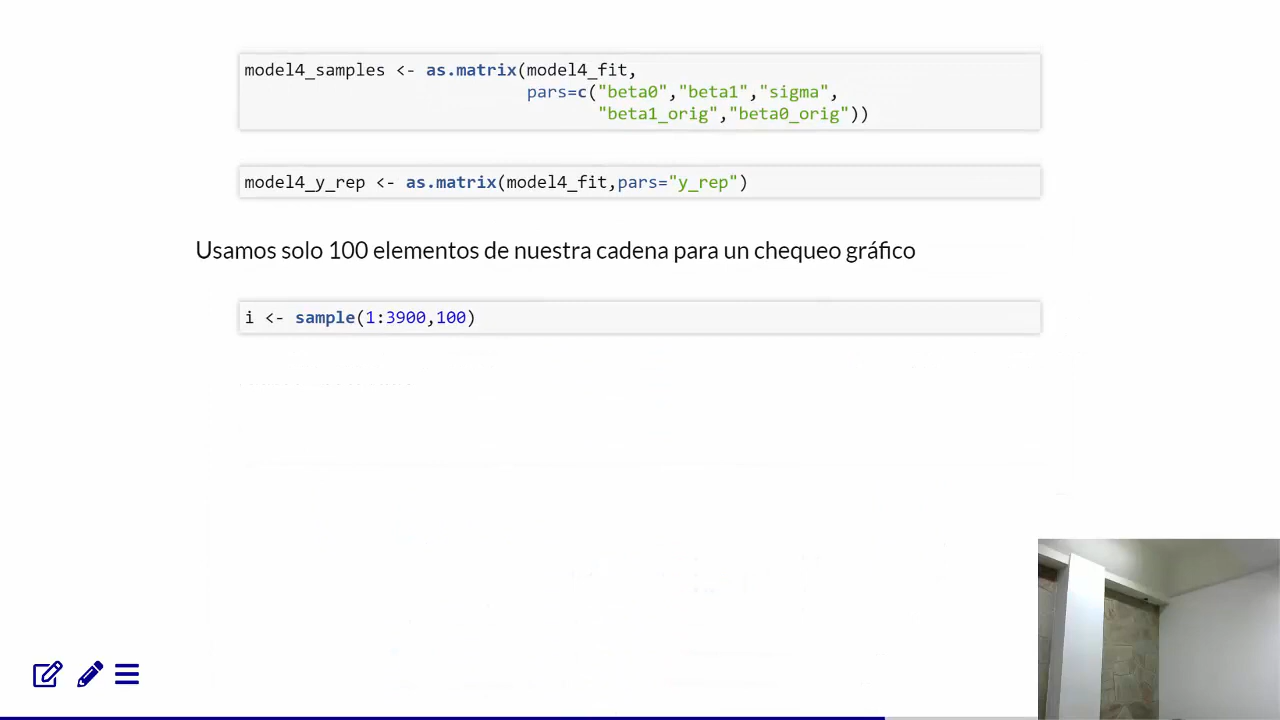 model4_samples <- as.matrix(model4_fit,
pars=c("beta0","beta1","sigma",
"beta1_orig","beta0_orig"))
model4_y_rep <- as.matrix(model4_fit,pars="y_rep")
Usamos solo 100 elementos de nuestra cadena para un chequeo gráfico
i <- sample(1:3900,100)